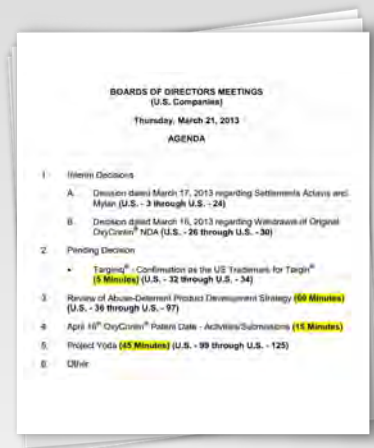 BOARDS OF DIRECTORS MEETINGS
(U.S. Companies)
Thursday, March 21, 2013
AGENDA
1. Interim Decisions
A. Decision dated March 17, 2013 regarding Settlements Actavis and
Mylan (U.S. - 3 through U.S. - 24)
B. Decision dated March 16, 2013 regarding Withdrawal of Original
OxyContin® NDA (U.S. - 26 through U.S. - 30)
2. Pending Decision
• Targiniq® - Confirmation as the US Trademark for Targin®
(5 Minutes) (U.S. - 32 through U.S. - 34)
3. Review of Abuse-Deterrent Product Development Strategy (60 Minutes)
(U.S. - 36 through U.S. - 97)
4. April 16th OxyContin® Patent Date - Activities/Submissions (15 Minutes)
5. Project Yoda (45 Minutes) (U.S. - 99 through U.S. - 125)
6. Other